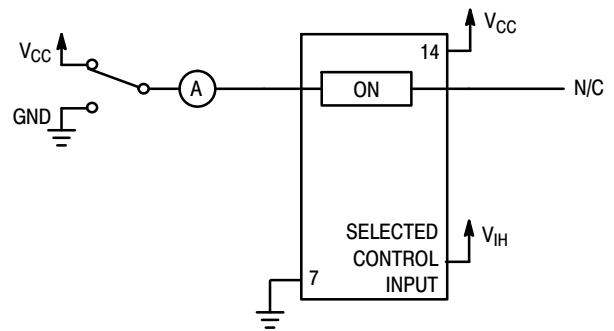 VCC
14
VCC
A
ON
N/C
GND
SELECTED
CONTROL
INPUT
VIH
7